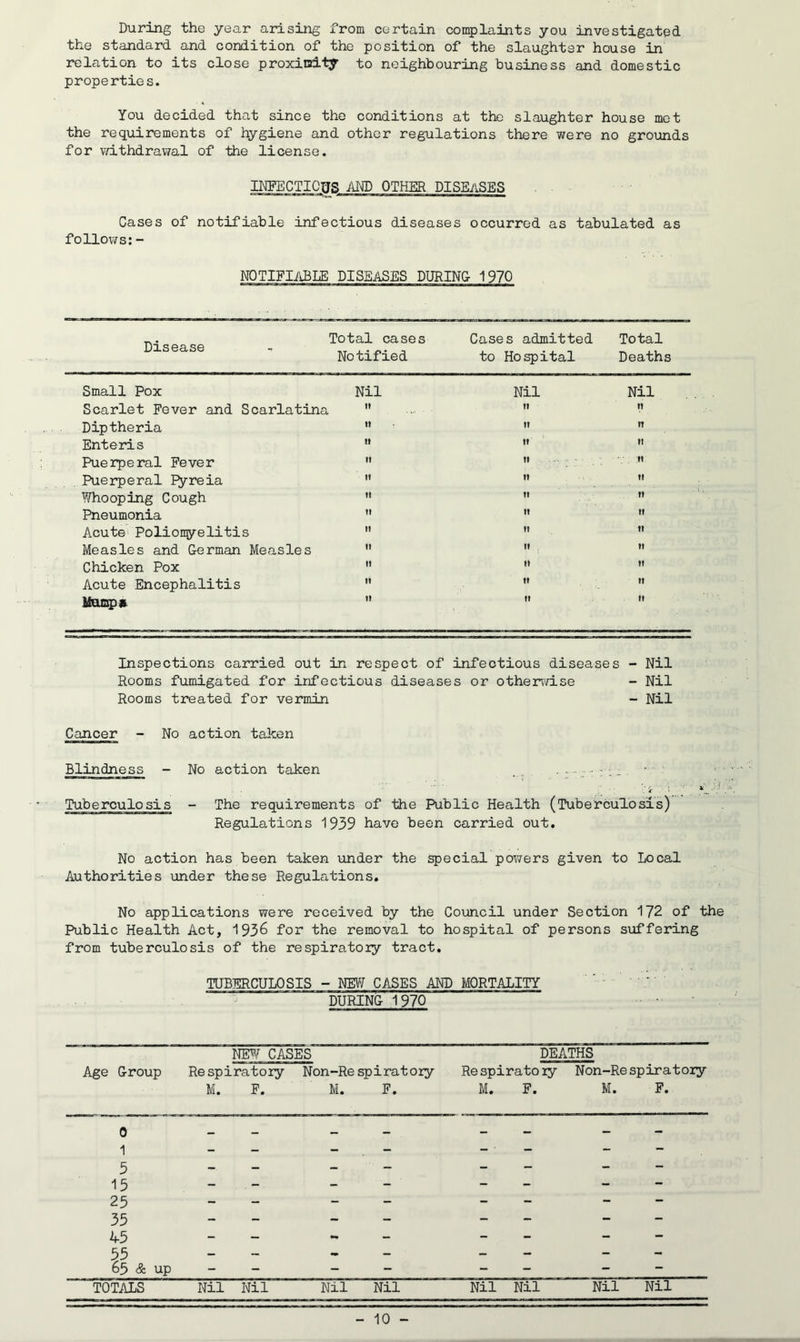 During the year arising from certain complaints you investigated
the standard and condition of the position of the slaughter house in
relation to its close proximity to neighbouring business and domestic
properties.
You decided that since the conditions at the slaughter house met
the requirements of hygiene and other regulations there were no grounds
for withdrawal of the license.
INFECTIOUS AND OTHER DISEASES
Cases of notifiable infectious diseases occurred as tabulated as
follows:-
NOTIFIABLE DISEASES DURING 1970
Disease - Total cases Notified Cases admitted to Hospital Total Deaths
Small Pox Nil Nil Nil
Scarlet Fever and Scarlatina " " "
Diptheria " " "
Enteris " " "
Puerperal Fever " " "
Puerperal Pyreia " " "
Whooping Cough " " "
Pneumonia " " "
Acute Poliomyelitis " " "
Measles and German Measles " " "
Chicken Pox " " "
Acute Encephalitis " " "
Mumps " " "
Inspections carried out in respect of infectious diseases - Nil
Rooms fumigated for infectious diseases or otherwise - Nil
Rooms treated for vermin - Nil
Cancer - No action taken
Blindness - No action taken
Tuberculosis - The requirements of the Public Health (Tuberculosis)
Regulations 1939 have been carried out.
No action has been taken under the special powers given to Local
Authorities under these Regulations.
No applications were received by the Council under Section 172 of the
Public Health Act, 1936 for the removal to hospital of persons suffering
from tuberculosis of the respiratory tract.
TUBERCULOSIS - NEW CASES AND MORTALITY
DURING 1970
NEW CASES DEATHS
Age Group Respiratory Non-Respiratory Respiratory Non-Respiratory
M. F. M. F. M. F. M. F.
0 - - - - - - - -
1 - - - - - - - -
5 - - - - - - - -
15 - - - - - - - -
25 - - - - - - - -
35 - - - - - - - -
45 - - - - - - - -
55 - - - - - - - -
65 & up - - - - - - - -
TOTALS Nil Nil Nil Nil Nil Nil Nil Nil
- 10 -